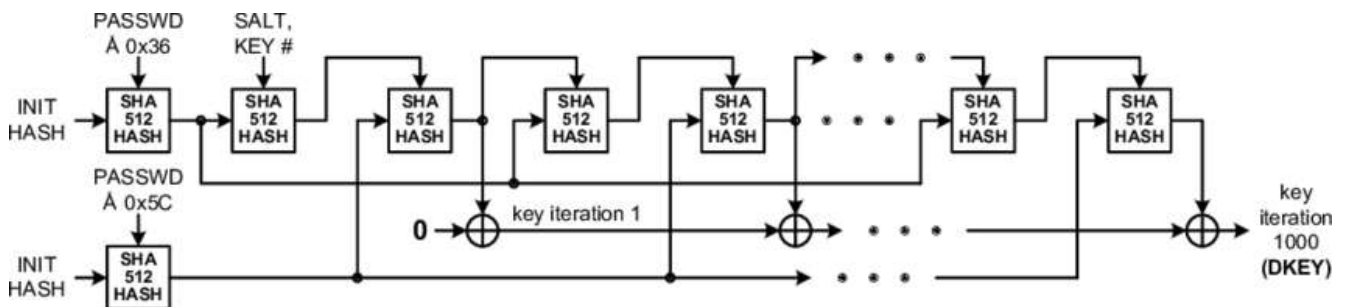 PASSWD
Å 0x36
SALT,
KEY #
INIT
HASH
SHA
512
HASH
SHA
512
HASH
SHA
512
HASH
SHA
512
HASH
SHA
512
HASH
SHA
512
HASH
SHA
512
HASH
PASSWD
Å 0x5C
0
key iteration 1
key
iteration
1000
(DKEY)
INIT
HASH
SHA
512
HASH